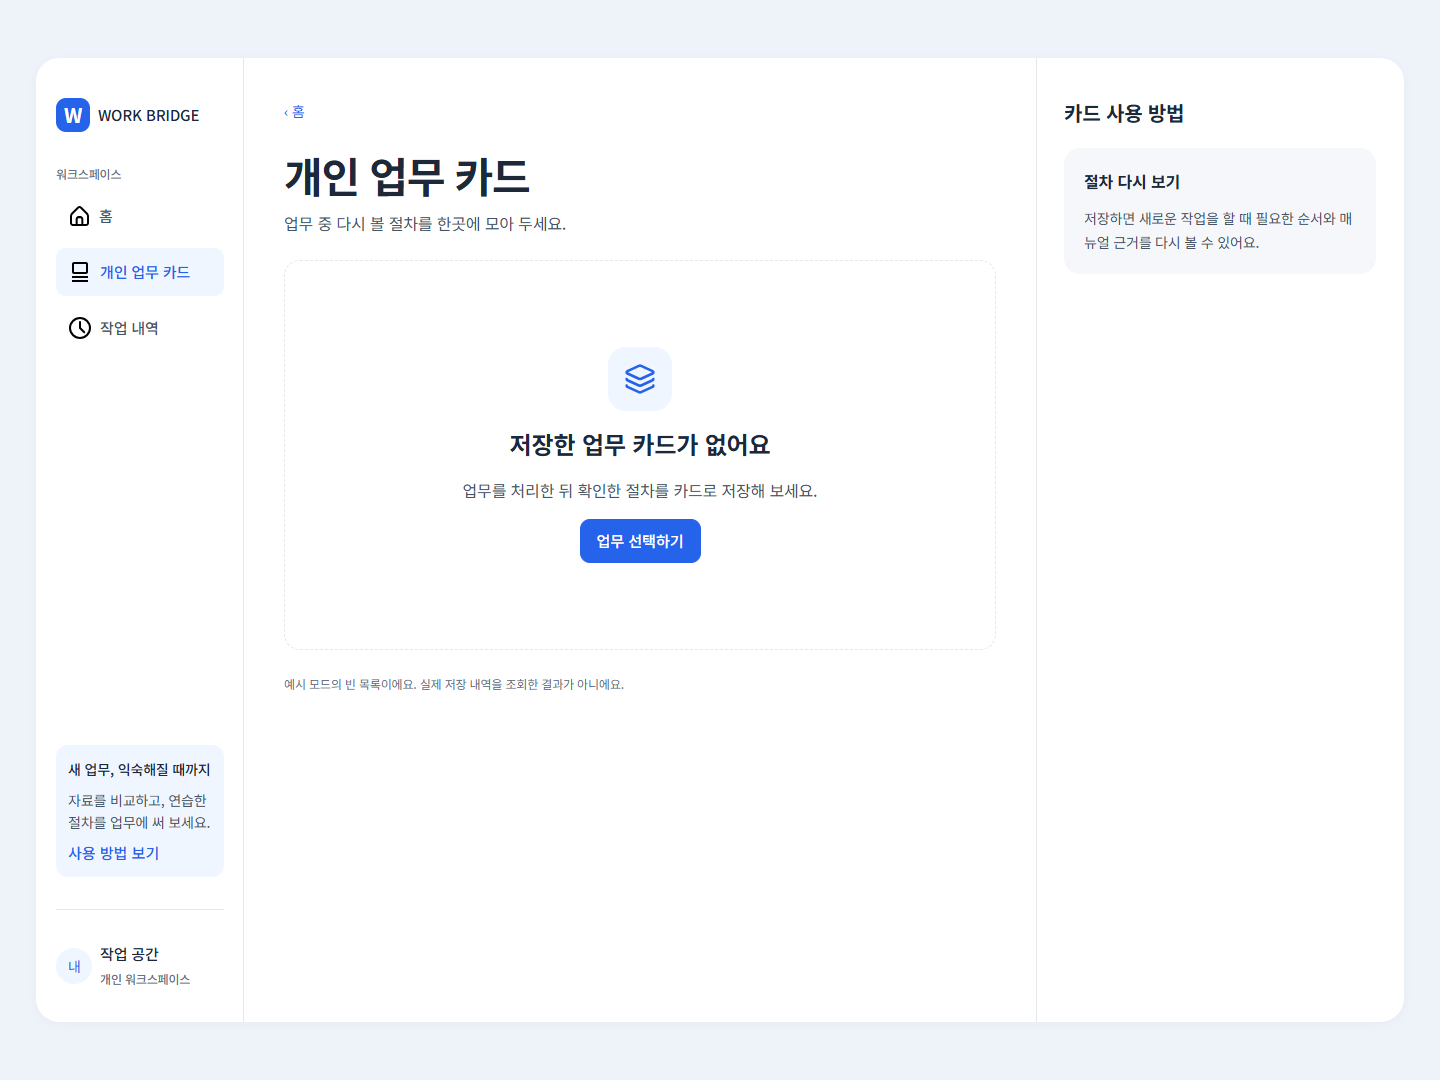 W WORK BRIDGE
워크스페이스
홈
개인 업무 카드
작업 내역
새 업무, 익숙해질 때까지
자료를 비교하고, 연습한
절차를 업무에 써 보세요.
사용 방법 보기
내
작업 공간
개인 워크스페이스
‹ 홈
개인 업무 카드
업무 중 다시 볼 절차를 한곳에 모아 두세요.
저장한 업무 카드가 없어요
업무를 처리한 뒤 확인한 절차를 카드로 저장해 보세요.
업무 선택하기
예시 모드의 빈 목록이에요. 실제 저장 내역을 조회한 결과가 아니에요.
카드 사용 방법
절차 다시 보기
저장하면 새로운 작업을 할 때 필요한 순서와 매
뉴얼 근거를 다시 볼 수 있어요.